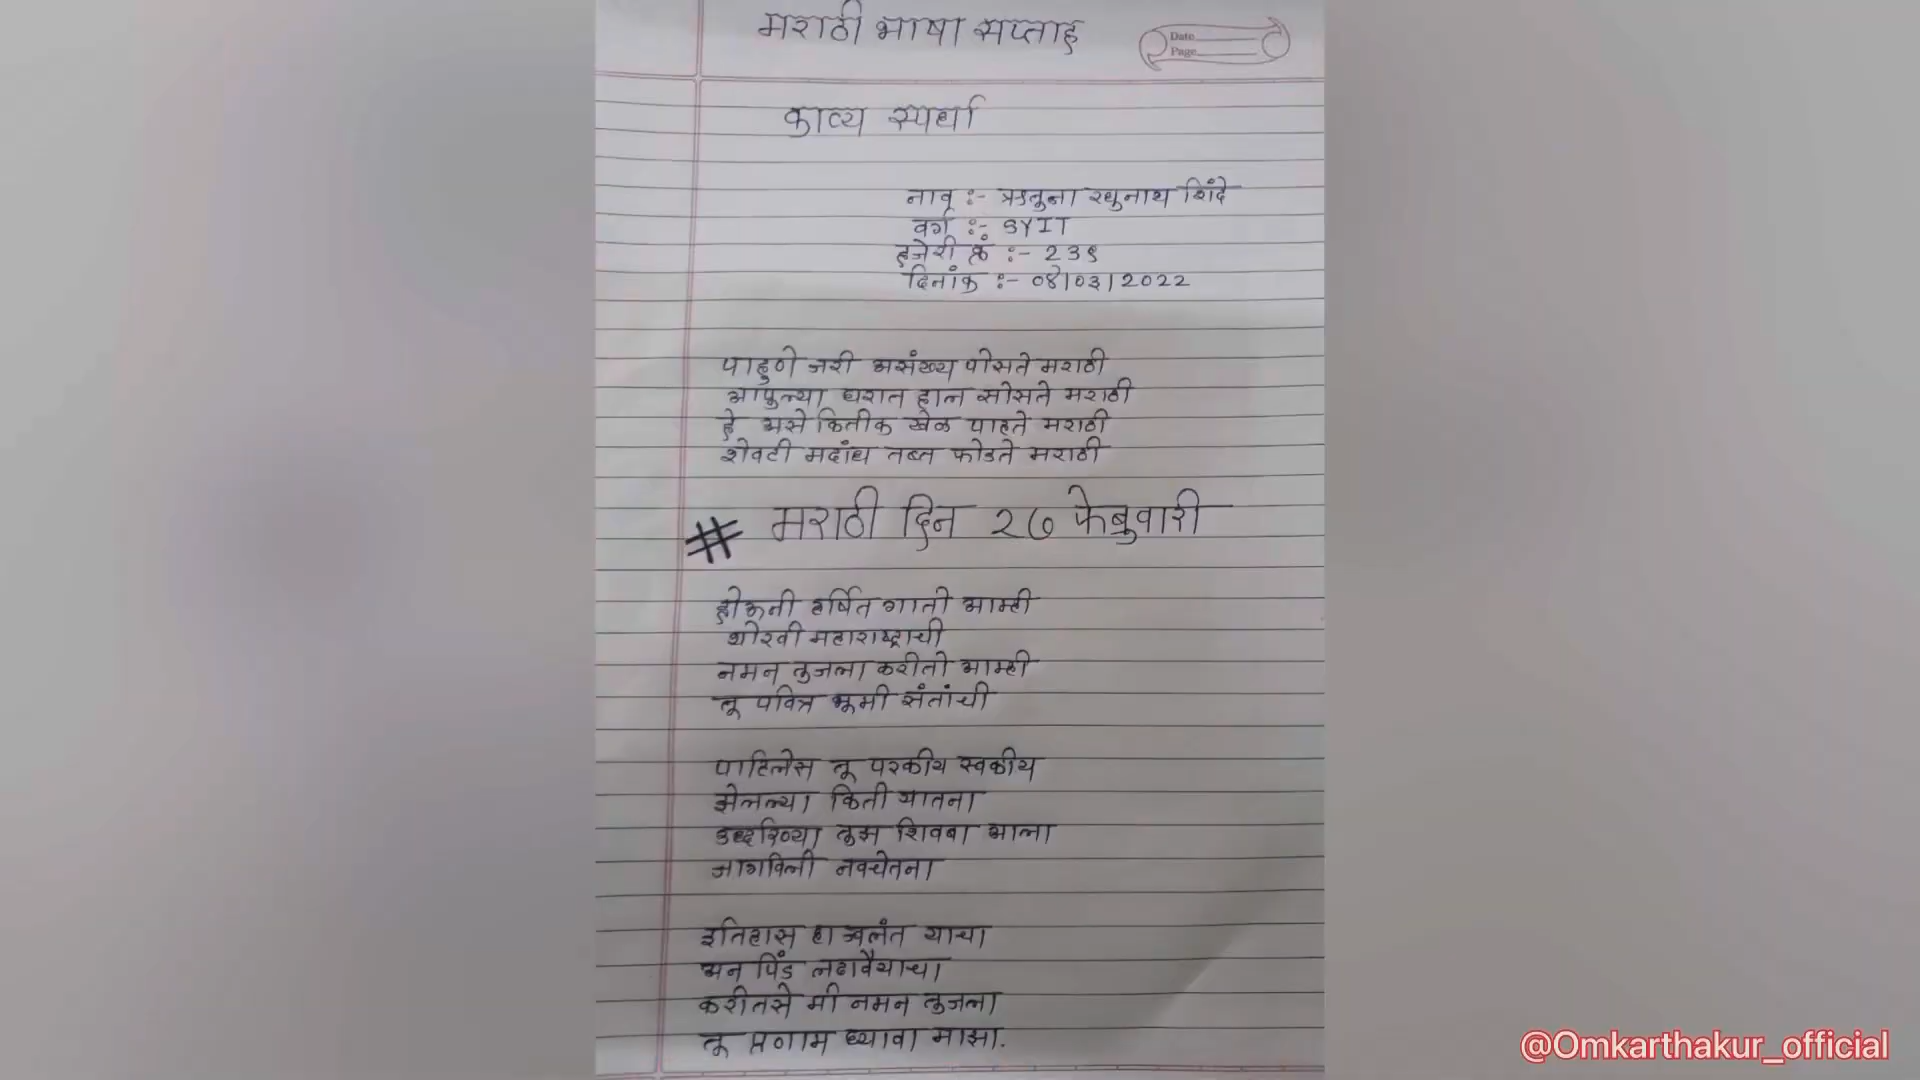 मराठी भाषा सप्ताह
Date
Page
काव्य स्पर्धा
नाव :- ऋतुजा रघुनाथ शिंदे
वर्ग :- SYIT
हजेरी क्रं :- 239
दिनांक :- 08/03/2022
पाहुणे जरी असंख्य पोसते मराठी
आपुल्या घरात हाल सोसते मराठी
हे असे कितीक खेळ पाहते मराठी
शेवटी मदांध तख्त फोडते मराठी
# मराठी दिन २७ फेब्रुवारी
होऊनी हर्षित गातो आम्ही
थोरवी महाराष्ट्राची
नमन तुजला करीतो आम्ही
तू पवित्र भूमी संतांची
पाहिलेस तू परकीय स्वकीय
झेलल्या किती यातना
उद्धरिण्या तुझ शिवबा आला
जागविली नवचेतना
इतिहास हा ज्वलंत याचा
अन पिंड लढावैयाचा
करीतसे मी नमन तुजला
तू प्रणाम घ्यावा माझा.
@Omkarthakur_official